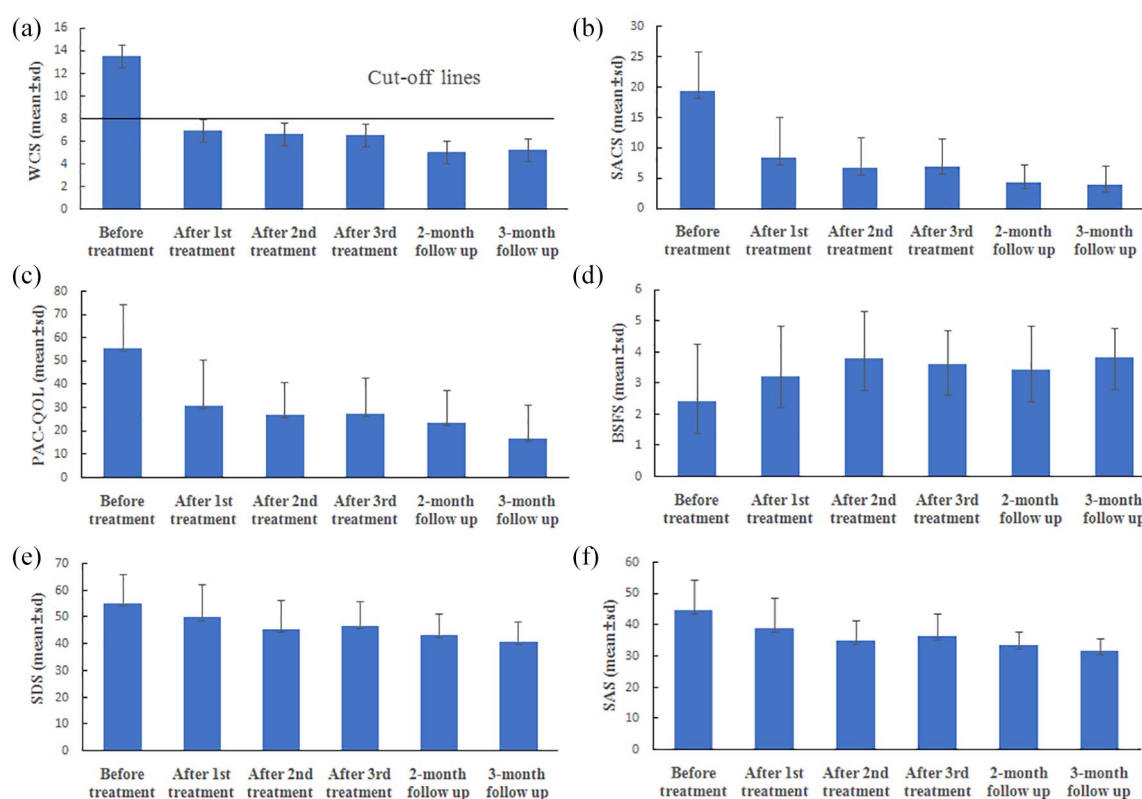 (a)
WCS (mean±sd)
16
14
12
10
8
6
4
2
0
Cut-off lines
Before After 1st After 2nd After 3rd 2-month 3-month
treatment treatment treatment treatment follow up follow up
(b)
SACS (mean±sd)
30
25
20
15
10
5
0
Before After 1st After 2nd After 3rd 2-month 3-month
treatment treatment treatment treatment follow up follow up
(c)
PAC-QOL (mean±sd)
80
70
60
50
40
30
20
10
0
Before After 1st After 2nd After 3rd 2-month 3-month
treatment treatment treatment treatment follow up follow up
(d)
BSFS (mean±sd)
6
5
4
3
2
1
0
Before After 1st After 2nd After 3rd 2-month 3-month
treatment treatment treatment treatment follow up follow up
(e)
SDS (mean±sd)
70
60
50
40
30
20
10
0
Before After 1st After 2nd After 3rd 2-month 3-month
treatment treatment treatment treatment follow up follow up
(f)
SAS (mean±sd)
60
50
40
30
20
10
0
Before After 1st After 2nd After 3rd 2-month 3-month
treatment treatment treatment treatment follow up follow up